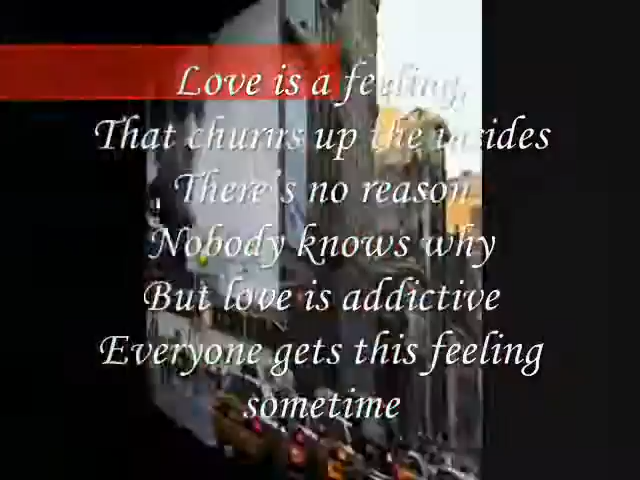 Love is a feeling,
That churns up the insides
There's no reason
Nobody knows why
But love is addictive
Everyone gets this feeling
sometime